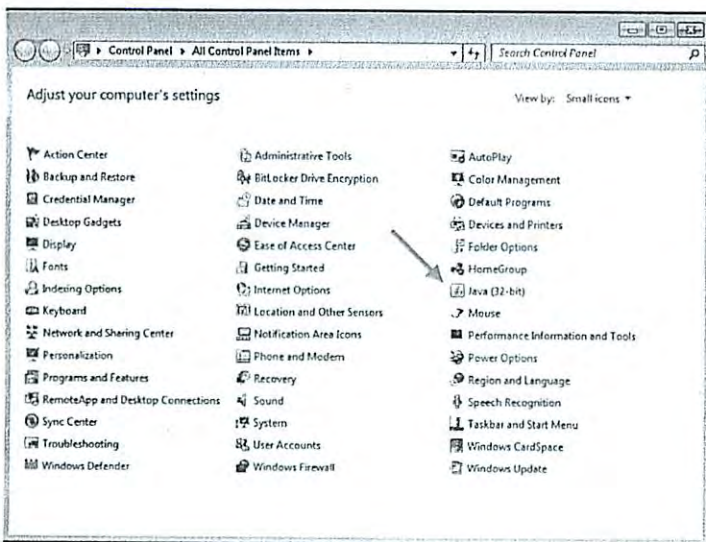 Control Panel ▸ All Control Panel Items ▸
Search Control Panel
Adjust your computer's settings
View by: Small icons
Action Center
Administrative Tools
AutoPlay
Backup and Restore
BitLocker Drive Encryption
Color Management
Credential Manager
Date and Time
Default Programs
Desktop Gadgets
Device Manager
Devices and Printers
Display
Ease of Access Center
Folder Options
Fonts
Getting Started
HomeGroup
Indexing Options
Internet Options
Java (32-bit)
Keyboard
Location and Other Sensors
Mouse
Network and Sharing Center
Notification Area Icons
Performance Information and Tools
Personalization
Phone and Modem
Power Options
Programs and Features
Recovery
Region and Language
RemoteApp and Desktop Connections
Sound
Speech Recognition
Sync Center
System
Taskbar and Start Menu
Troubleshooting
User Accounts
Windows CardSpace
Windows Defender
Windows Firewall
Windows Update